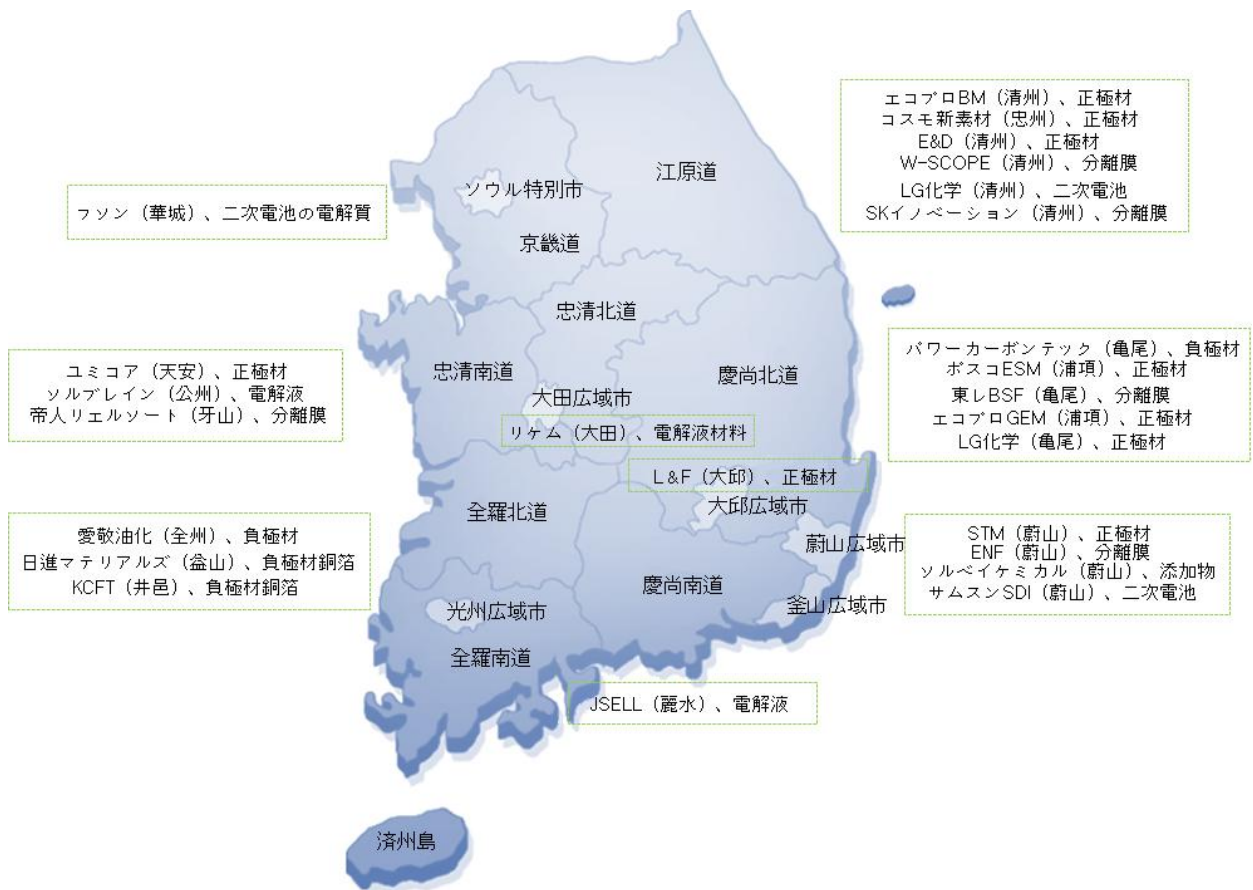 エコプロBM（清州）、正極材
コスモ新素材（忠州）、正極材
E&D（清州）、正極材
W-SCOPE（清州）、分離膜
LG化学（清州）、二次電池
SKイノベーション（清州）、分離膜
江原道
ソウル特別市
フソン（華城）、二次電池の電解質
京畿道
忠清北道
パワーカーボンテック（亀尾）、負極材
ボスコESM（浦項）、正極材
東レBSF（亀尾）、分離膜
エコプロGEM（浦項）、正極材
LG化学（亀尾）、正極材
ユミコア（天安）、正極材
ソルブレイン（公州）、電解液
帝人リエルソート（牙山）、分離膜
忠清南道
慶尚北道
大田広域市
リケム（大田）、電解液材料
L&F（大邱）、正極材
大邱広域市
全羅北道
愛敬油化（全州）、負極材
日進マテリアルズ（益山）、負極材銅箔
KCFT（井邑）、負極材銅箔
STM（蔚山）、正極材
ENF（蔚山）、分離膜
ソルベイケミカル（蔚山）、添加物
サムスンSDI（蔚山）、二次電池
蔚山広域市
慶尚南道
釜山広域市
光州広域市
全羅南道
JSELL（麗水）、電解液
済州島